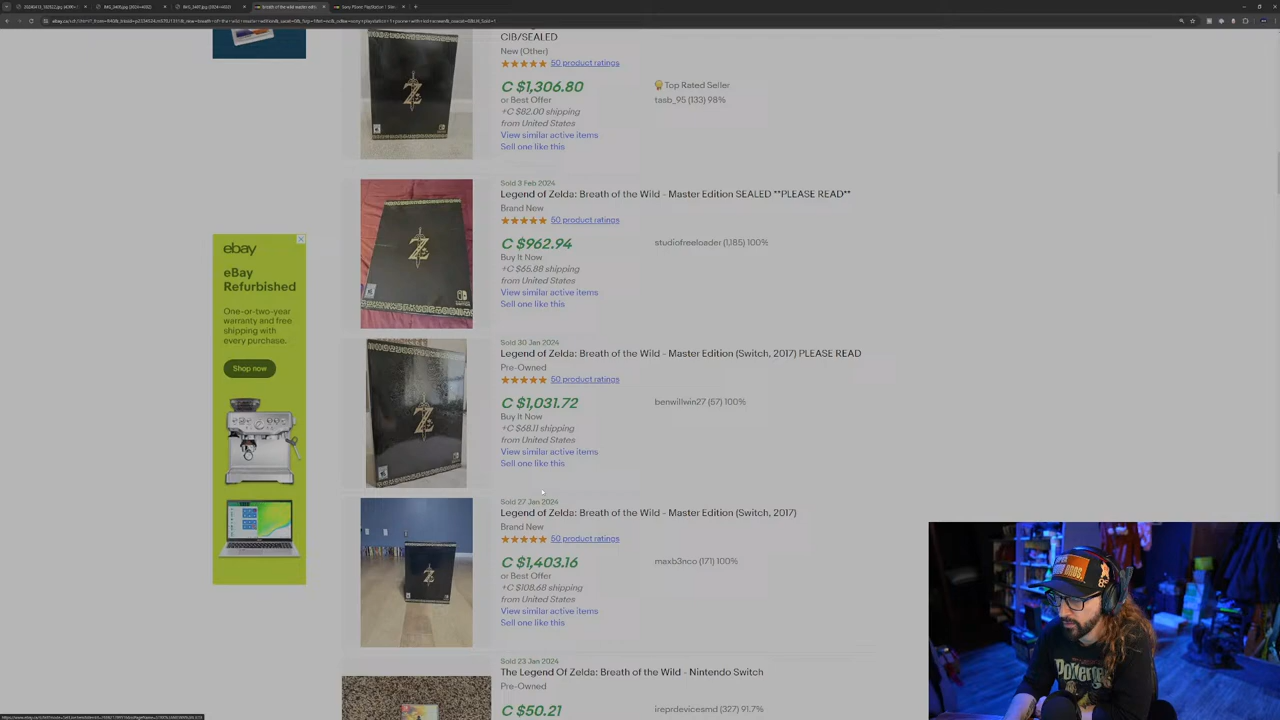 CIB/SEALED
New (Other)
50 product ratings
C $1,306.80
or Best Offer
+C $82.00 shipping
from United States
View similar active items
Sell one like this
Top Rated Seller
tasb_95 (133) 98%
Sold 3 Feb 2024
Legend of Zelda: Breath of the Wild - Master Edition SEALED **PLEASE READ**
Brand New
50 product ratings
C $962.94
Buy It Now
+C $65.88 shipping
from United States
View similar active items
Sell one like this
studiofreeloader (1,185) 100%
ebay
eBay
Refurbished
One-or-two-year
warranty and free
shipping with
every purchase.
Shop now
Sold 30 Jan 2024
Legend of Zelda: Breath of the Wild - Master Edition (Switch, 2017) PLEASE READ
Pre-Owned
50 product ratings
C $1,031.72
Buy It Now
+C $68.11 shipping
from United States
View similar active items
Sell one like this
benwillwin27 (57) 100%
Sold 27 Jan 2024
Legend of Zelda: Breath of the Wild - Master Edition (Switch, 2017)
Brand New
50 product ratings
C $1,403.16
or Best Offer
+C $108.68 shipping
from United States
View similar active items
Sell one like this
maxb3nco (171) 100%
Sold 23 Jan 2024
The Legend Of Zelda: Breath of the Wild - Nintendo Switch
Pre-Owned
C $50.21
ireprdevicesmd (327) 91.7%